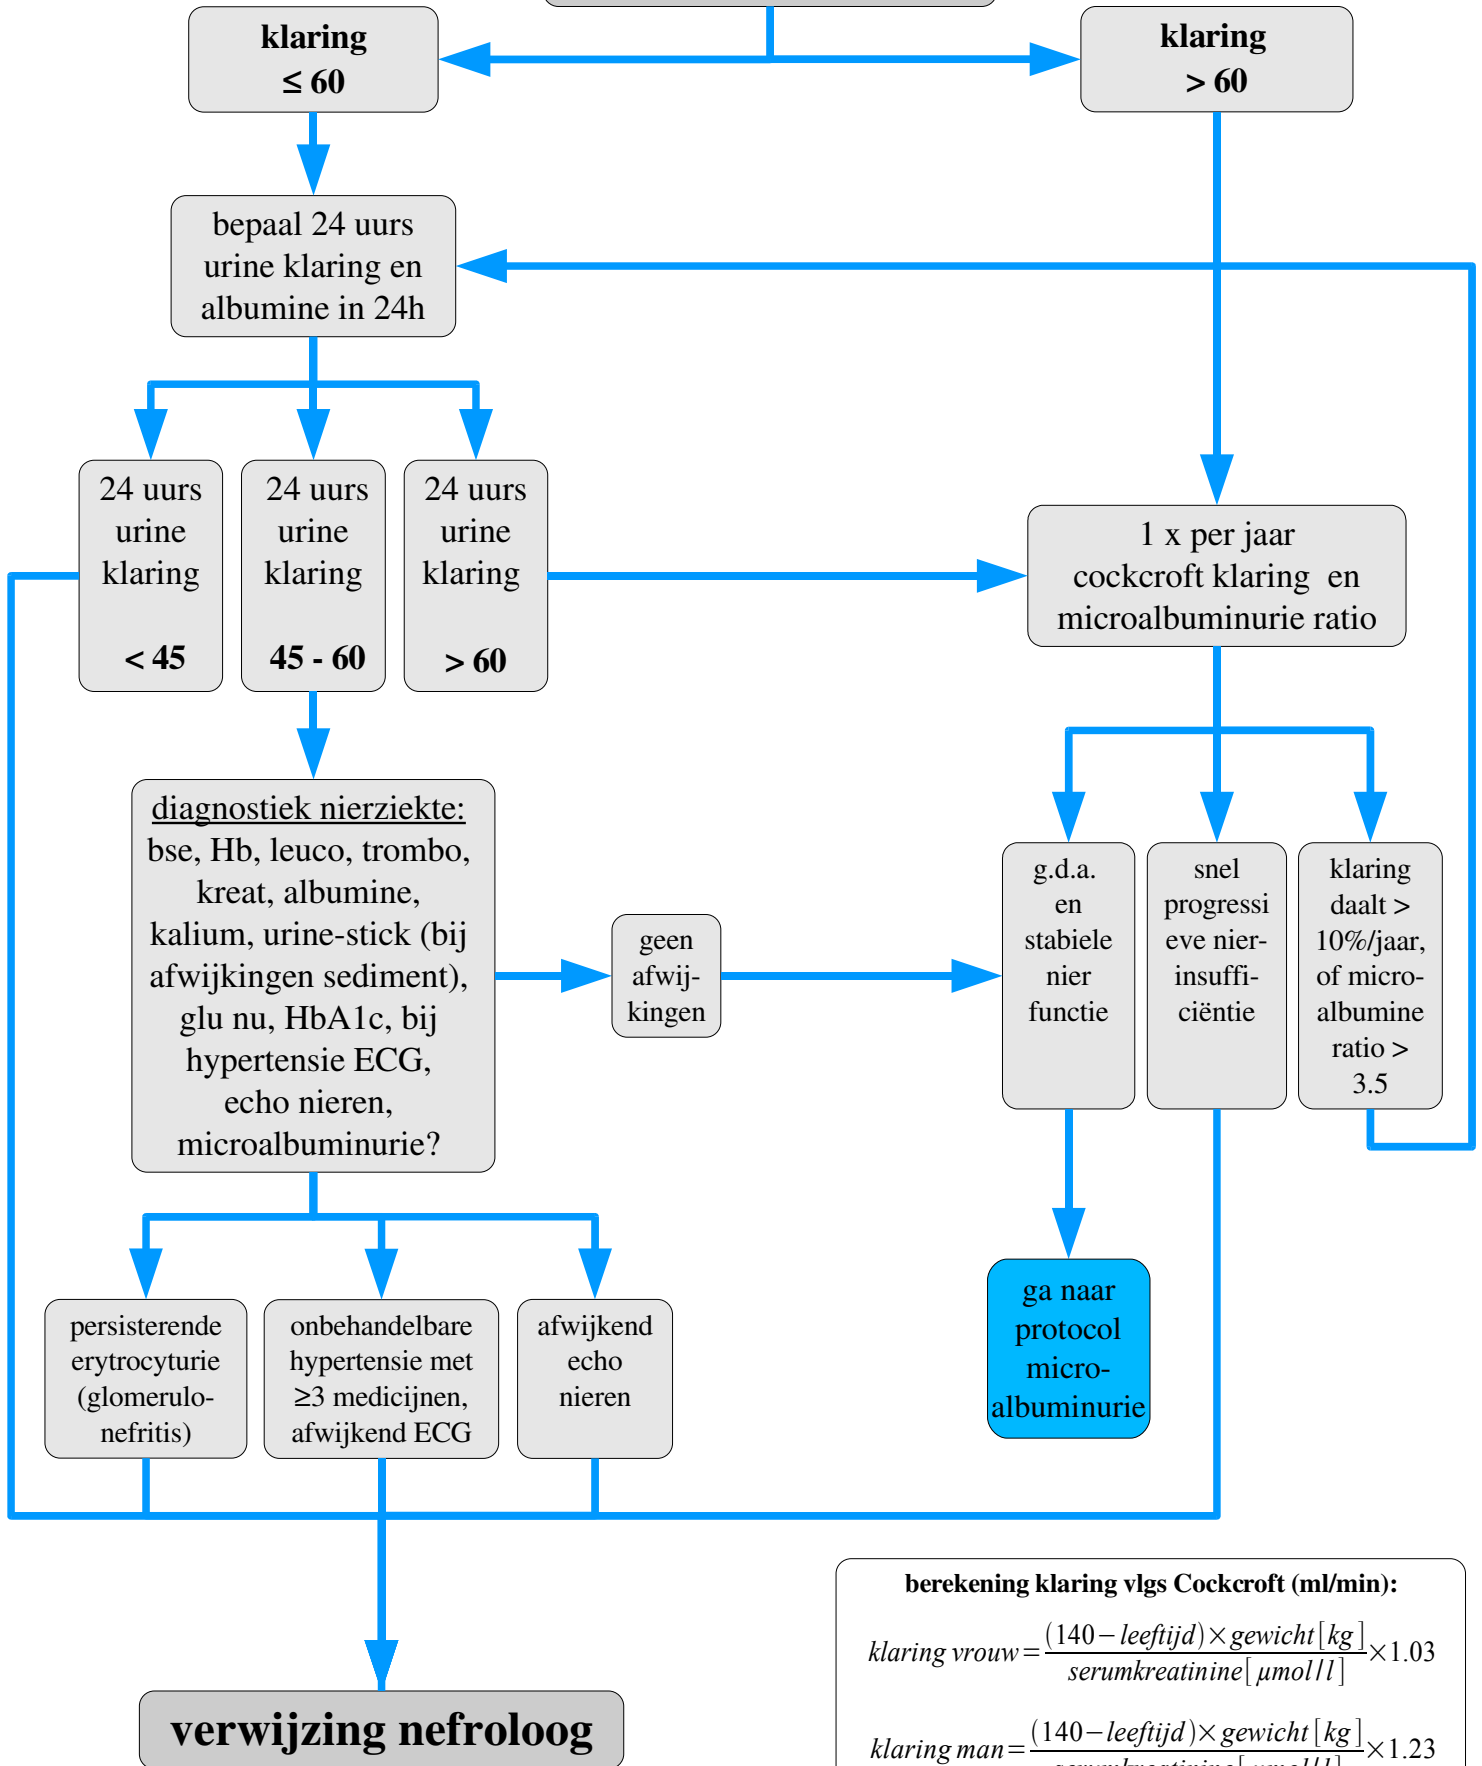 klaring
≤ 60
klaring
> 60
bepaal 24 uurs
urine klaring en
albumine in 24h
24 uurs
urine
klaring
< 45
24 uurs
urine
klaring
45 - 60
24 uurs
urine
klaring
> 60
1 x per jaar
cockcroft klaring en
microalbuminurie ratio
diagnostiek nierziekte:
bse, Hb, leuco, trombo,
kreat, albumine,
kalium, urine-stick (bij
afwijkingen sediment),
glu nu, HbA1c, bij
hypertensie ECG,
echo nieren,
microalbuminurie?
geen
afwij-
kingen
g.d.a.
en
stabiele
nier
functie
snel
progressi
eve nier-
insuffi-
ciëntie
klaring
daalt >
10%/jaar,
of micro-
albumine
ratio >
3.5
persisterende
erytrocyturie
(glomerulo-
nefritis)
onbehandelbare
hypertensie met
≥3 medicijnen,
afwijkend ECG
afwijkend
echo
nieren
ga naar
protocol
micro-
albuminurie
verwijzing nefroloog
berekening klaring vlgs Cockcroft (ml/min):
klaring vrouw = (140 − leeftijd) × gewicht [kg] / serumkreatinine [μmol/l] × 1.03
klaring man = (140 − leeftijd) × gewicht [kg] / serumkreatinine [μmol/l] × 1.23